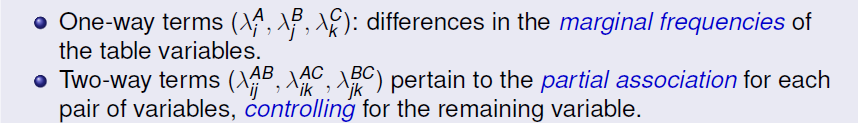 • One-way terms (λ_i^A, λ_j^B, λ_k^C): differences in the marginal frequencies of
the table variables.
• Two-way terms (λ_ij^AB, λ_ik^AC, λ_jk^BC) pertain to the partial association for each
pair of variables, controlling for the remaining variable.